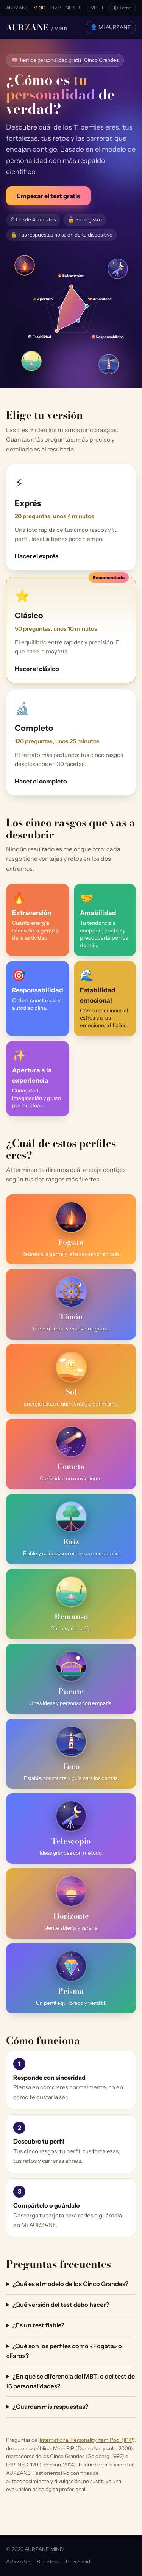 AURZANE MIND DVP NEXUS LIVE LI Tema
AURZANE / MIND Mi AURZANE
Test de personalidad gratis · Cinco Grandes
¿Cómo es tu
personalidad de
verdad?
Descubre cuál de los 11 perfiles eres, tus
fortalezas, tus retos y las carreras que
encajan contigo. Basado en el modelo de
personalidad con más respaldo
científico.
Empezar el test gratis
Desde 4 minutos
Sin registro
Tus respuestas no salen de tu dispositivo
Extraversión
Apertura
Amabilidad
Estabilidad
Responsabilidad
Elige tu versión
Las tres miden los mismos cinco rasgos.
Cuantas más preguntas, más preciso y
detallado es el resultado.
Exprés
20 preguntas, unos 4 minutos
Una foto rápida de tus cinco rasgos y tu
perfil. Ideal si tienes poco tiempo.
Hacer el exprés
Recomendado
Clásico
50 preguntas, unos 10 minutos
El equilibrio entre rapidez y precisión. El
que hace la mayoría.
Hacer el clásico
Completo
120 preguntas, unos 25 minutos
El retrato más profundo: tus cinco rasgos
desglosados en 30 facetas.
Hacer el completo
Los cinco rasgos que vas a
descubrir
Ningún resultado es mejor que otro: cada
rasgo tiene ventajas y retos en los dos
extremos.
Extraversión
Cuánta energía
sacas de la gente y
de la actividad.
Amabilidad
Tu tendencia a
cooperar, confiar y
preocuparte por los
demás.
Responsabilidad
Orden, constancia y
autodisciplina.
Estabilidad
emocional
Cómo reaccionas al
estrés y a las
emociones difíciles.
Apertura a la
experiencia
Curiosidad,
imaginación y gusto
por las ideas.
¿Cuál de estos perfiles
eres?
Al terminar te diremos cuál encaja contigo
según tus dos rasgos más fuertes.
Fogata
Reúnes a la gente y la haces sentir en casa.
Timón
Pones rumbo y mueves al grupo.
Sol
Energía estable que contagia optimismo.
Cometa
Curiosidad en movimiento.
Raíz
Fiable y cuidadoso, sostienes a los demás.
Remanso
Calma y cercanía.
Puente
Unes ideas y personas con empatía.
Faro
Estable, constante y guía para los demás.
Telescopio
Ideas grandes con método.
Horizonte
Mente abierta y serena.
Prisma
Un perfil equilibrado y versátil.
Cómo funciona
1
Responde con sinceridad
Piensa en cómo eres normalmente, no en
cómo te gustaría ser.
2
Descubre tu perfil
Tus cinco rasgos, tu perfil, tus fortalezas,
tus retos y carreras afines.
3
Compártelo o guárdalo
Descarga tu tarjeta para redes o guárdala
en Mi AURZANE.
Preguntas frecuentes
¿Qué es el modelo de los Cinco Grandes?
¿Qué versión del test debo hacer?
¿Es un test fiable?
¿Qué son los perfiles como «Fogata» o
«Faro»?
¿En qué se diferencia del MBTI o del test de
16 personalidades?
¿Guardan mis respuestas?
Preguntas del International Personality Item Pool (IPIP),
de dominio público: Mini-IPIP (Donnellan y cols., 2006),
marcadores de los Cinco Grandes (Goldberg, 1992) e
IPIP-NEO-120 (Johnson, 2014). Traducción al español de
AURZANE. Test orientativo con fines de
autoconocimiento y divulgación; no sustituye una
evaluación psicológica profesional.
© 2026 AURZANE MIND
AURZANE Biblioteca Privacidad